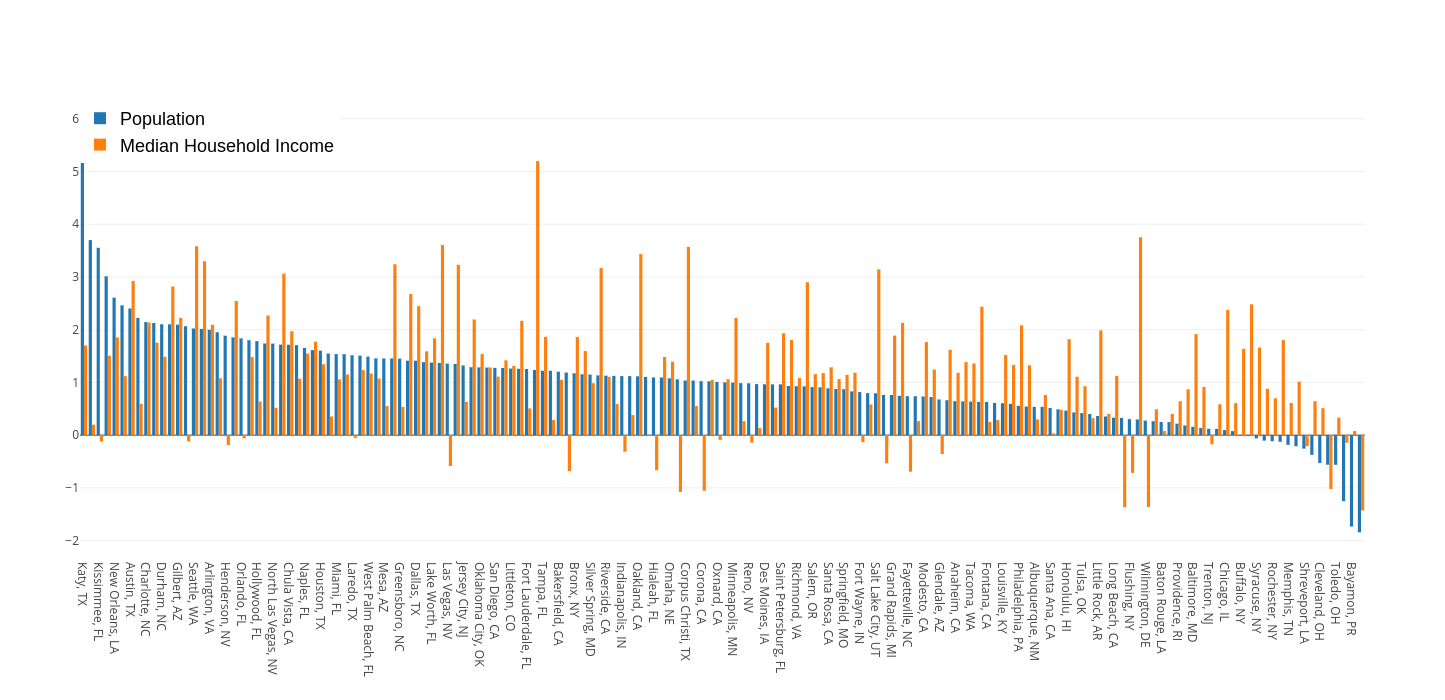 Population
Median Household Income
6
5
4
3
2
1
0
−1
−2
Katy, TX
Kissimmee, FL
New Orleans, LA
Austin, TX
Charlotte, NC
Durham, NC
Gilbert, AZ
Seattle, WA
Arlington, VA
Henderson, NV
Orlando, FL
Hollywood, FL
North Las Vegas, NV
Chula Vista, CA
Naples, FL
Houston, TX
Miami, FL
Laredo, TX
West Palm Beach, FL
Mesa, AZ
Greensboro, NC
Dallas, TX
Lake Worth, FL
Las Vegas, NV
Jersey City, NJ
Oklahoma City, OK
San Diego, CA
Littleton, CO
Fort Lauderdale, FL
Tampa, FL
Bakersfield, CA
Bronx, NY
Silver Spring, MD
Riverside, CA
Indianapolis, IN
Oakland, CA
Hialeah, FL
Omaha, NE
Corpus Christi, TX
Corona, CA
Oxnard, CA
Minneapolis, MN
Reno, NV
Des Moines, IA
Saint Petersburg, FL
Richmond, VA
Salem, OR
Santa Rosa, CA
Springfield, MO
Fort Wayne, IN
Salt Lake City, UT
Grand Rapids, MI
Fayetteville, NC
Modesto, CA
Glendale, AZ
Anaheim, CA
Tacoma, WA
Fontana, CA
Louisville, KY
Philadelphia, PA
Albuquerque, NM
Santa Ana, CA
Honolulu, HI
Tulsa, OK
Little Rock, AR
Long Beach, CA
Flushing, NY
Wilmington, DE
Baton Rouge, LA
Providence, RI
Baltimore, MD
Trenton, NJ
Chicago, IL
Buffalo, NY
Syracuse, NY
Rochester, NY
Memphis, TN
Shreveport, LA
Cleveland, OH
Toledo, OH
Bayamon, PR